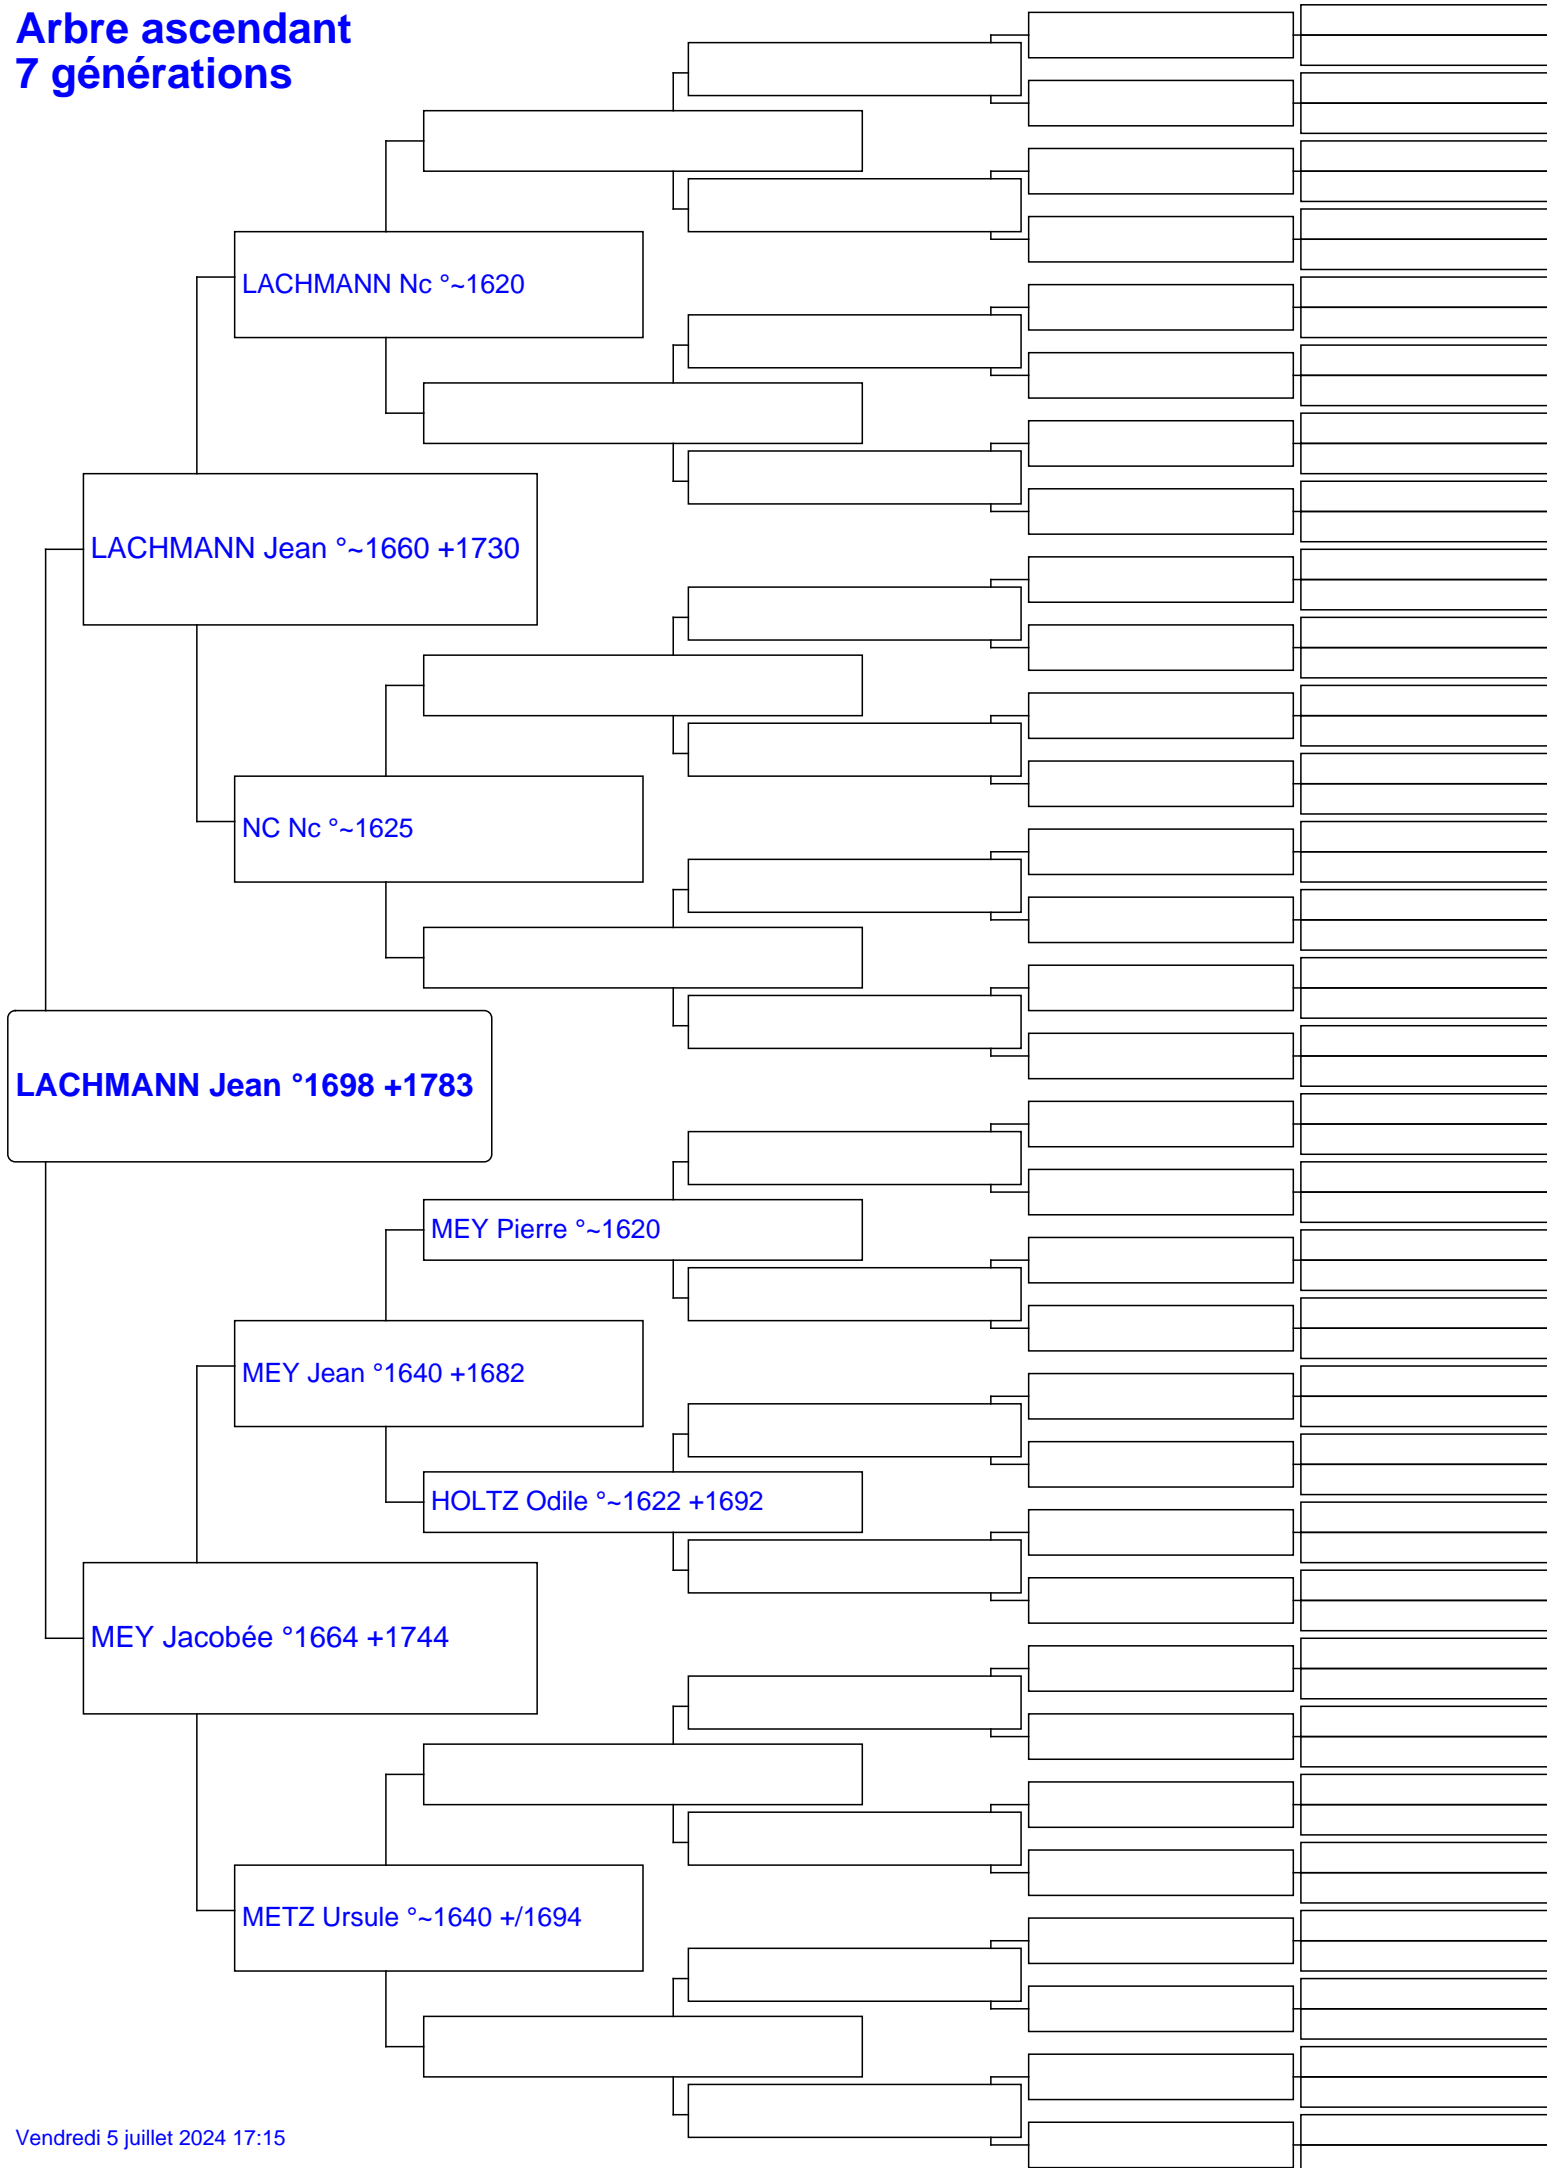 Arbre ascendant
7 générations
LACHMANN Nc °~1620
LACHMANN Jean °~1660 +1730
NC Nc °~1625
LACHMANN Jean °1698 +1783
MEY Pierre °~1620
MEY Jean °1640 +1682
HOLTZ Odile °~1622 +1692
MEY Jacobée °1664 +1744
METZ Ursule °~1640 +/1694
Vendredi 5 juillet 2024 17:15